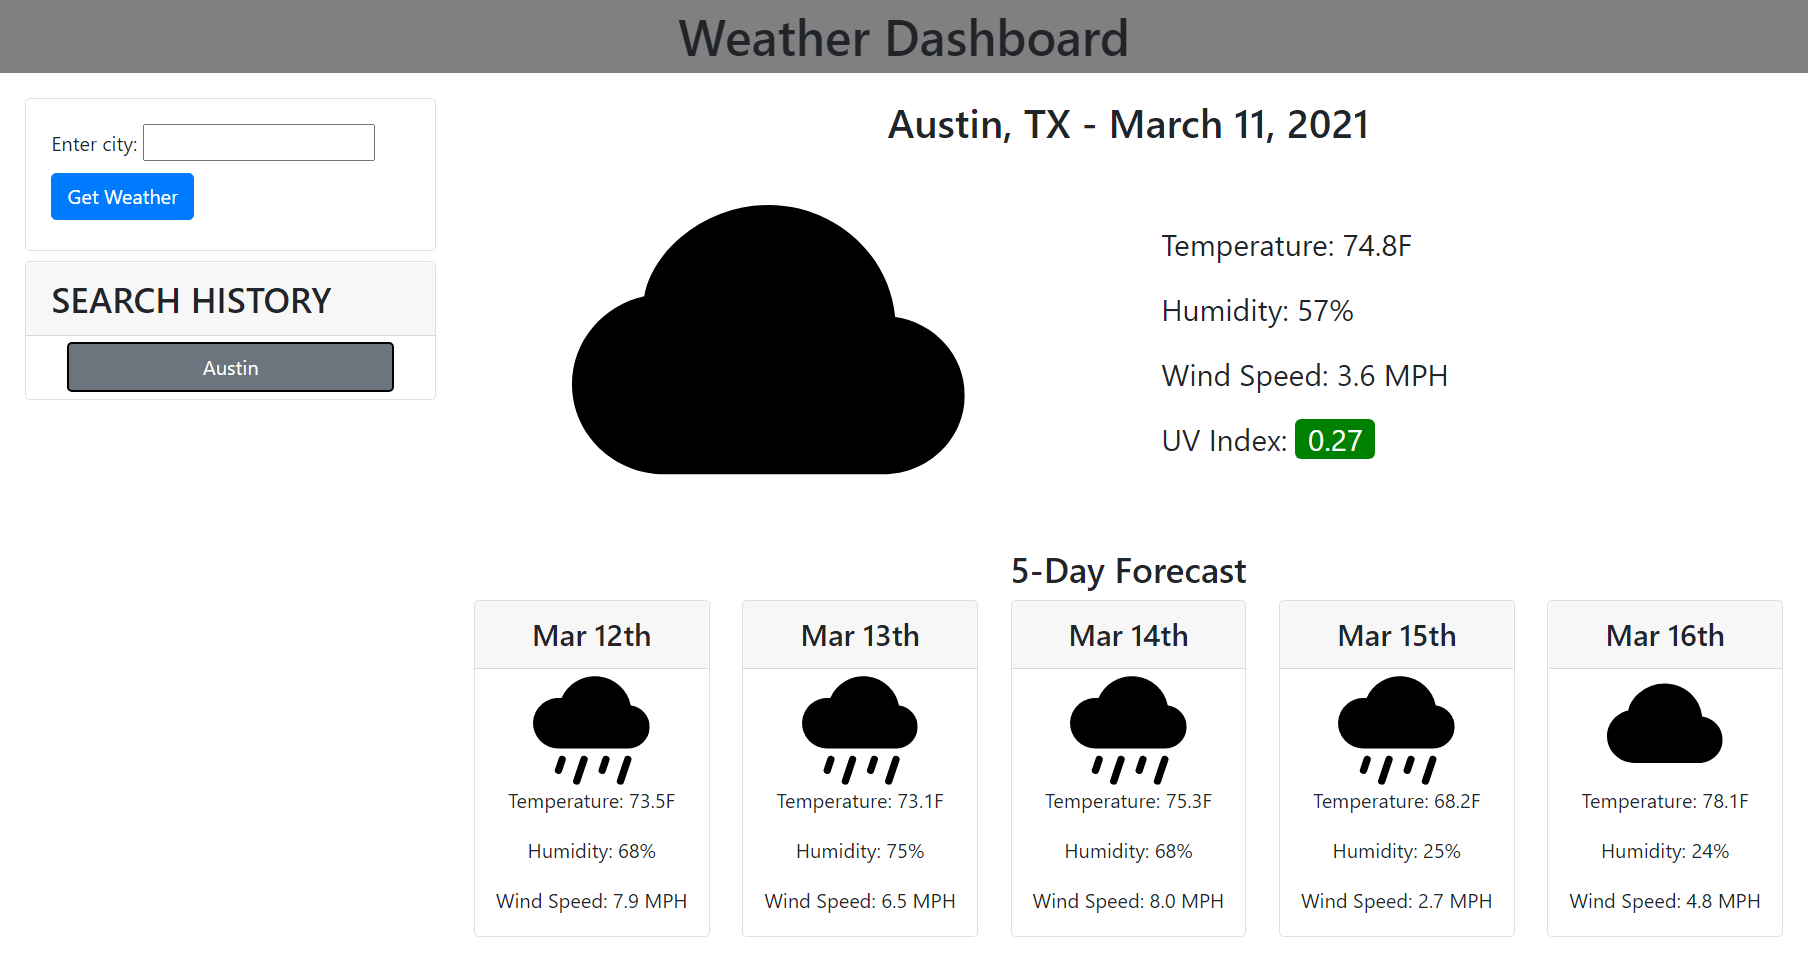 Weather Dashboard
Enter city:
Get Weather
SEARCH HISTORY
Austin
Austin, TX - March 11, 2021
Temperature: 74.8F
Humidity: 57%
Wind Speed: 3.6 MPH
UV Index: 0.27
5-Day Forecast
Mar 12th
Temperature: 73.5F
Humidity: 68%
Wind Speed: 7.9 MPH
Mar 13th
Temperature: 73.1F
Humidity: 75%
Wind Speed: 6.5 MPH
Mar 14th
Temperature: 75.3F
Humidity: 68%
Wind Speed: 8.0 MPH
Mar 15th
Temperature: 68.2F
Humidity: 25%
Wind Speed: 2.7 MPH
Mar 16th
Temperature: 78.1F
Humidity: 24%
Wind Speed: 4.8 MPH